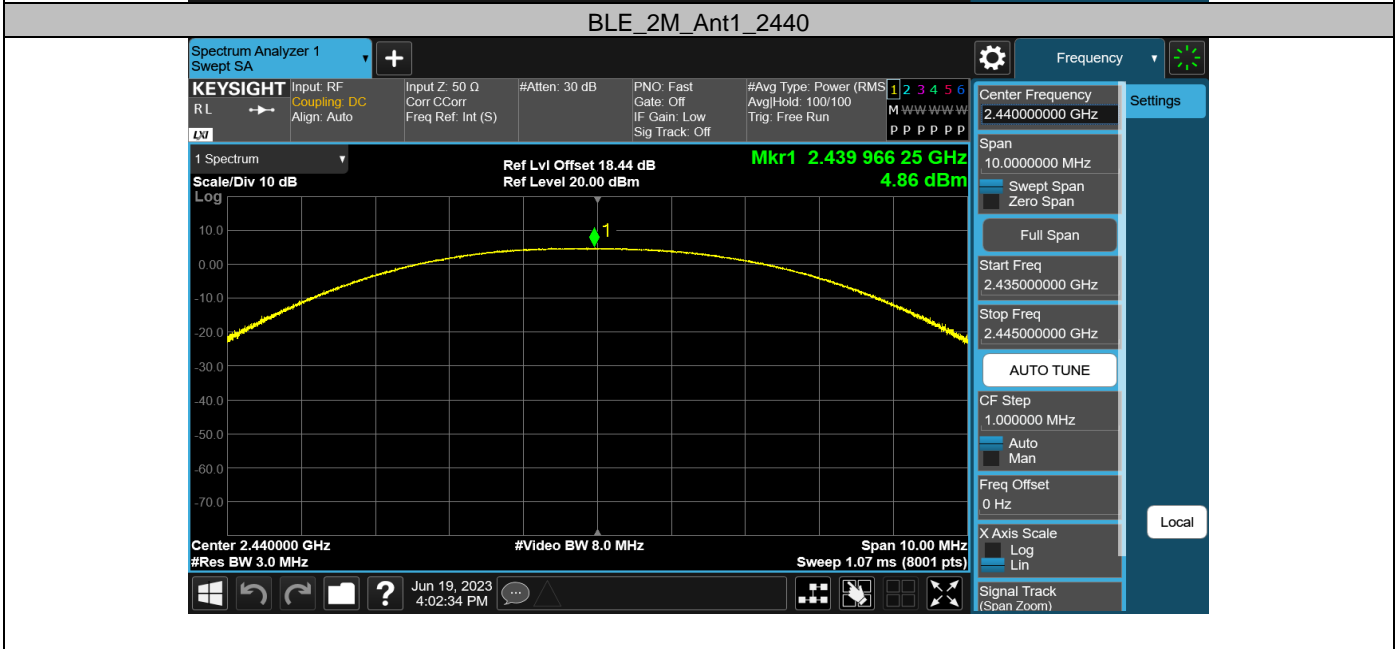 BLE_2M_Ant1_2440
Spectrum Analyzer 1
Swept SA
+
Frequency
KEYSIGHT
RL
LXI
Input: RF
Coupling: DC
Align: Auto
Input Z: 50 Ω
Corr CCorr
Freq Ref: Int (S)
#Atten: 30 dB
PNO: Fast
Gate: Off
IF Gain: Low
Sig Track: Off
#Avg Type: Power (RMS
Avg|Hold: 100/100
Trig: Free Run
1 2 3 4 5 6
M W W W W W
P P P P P P
1 Spectrum
Scale/Div 10 dB
Log
Ref Lvl Offset 18.44 dB
Ref Level 20.00 dBm
Mkr1 2.439 966 25 GHz
4.86 dBm
1
10.0
0.00
-10.0
-20.0
-30.0
-40.0
-50.0
-60.0
-70.0
Center 2.440000 GHz
#Res BW 3.0 MHz
#Video BW 8.0 MHz
Span 10.00 MHz
Sweep 1.07 ms (8001 pts)
Center Frequency
2.440000000 GHz
Span
10.0000000 MHz
Swept Span
Zero Span
Full Span
Start Freq
2.435000000 GHz
Stop Freq
2.445000000 GHz
AUTO TUNE
CF Step
1.000000 MHz
Auto
Man
Freq Offset
0 Hz
X Axis Scale
Log
Lin
Signal Track
(Span Zoom)
Settings
Local
?
Jun 19, 2023
4:02:34 PM